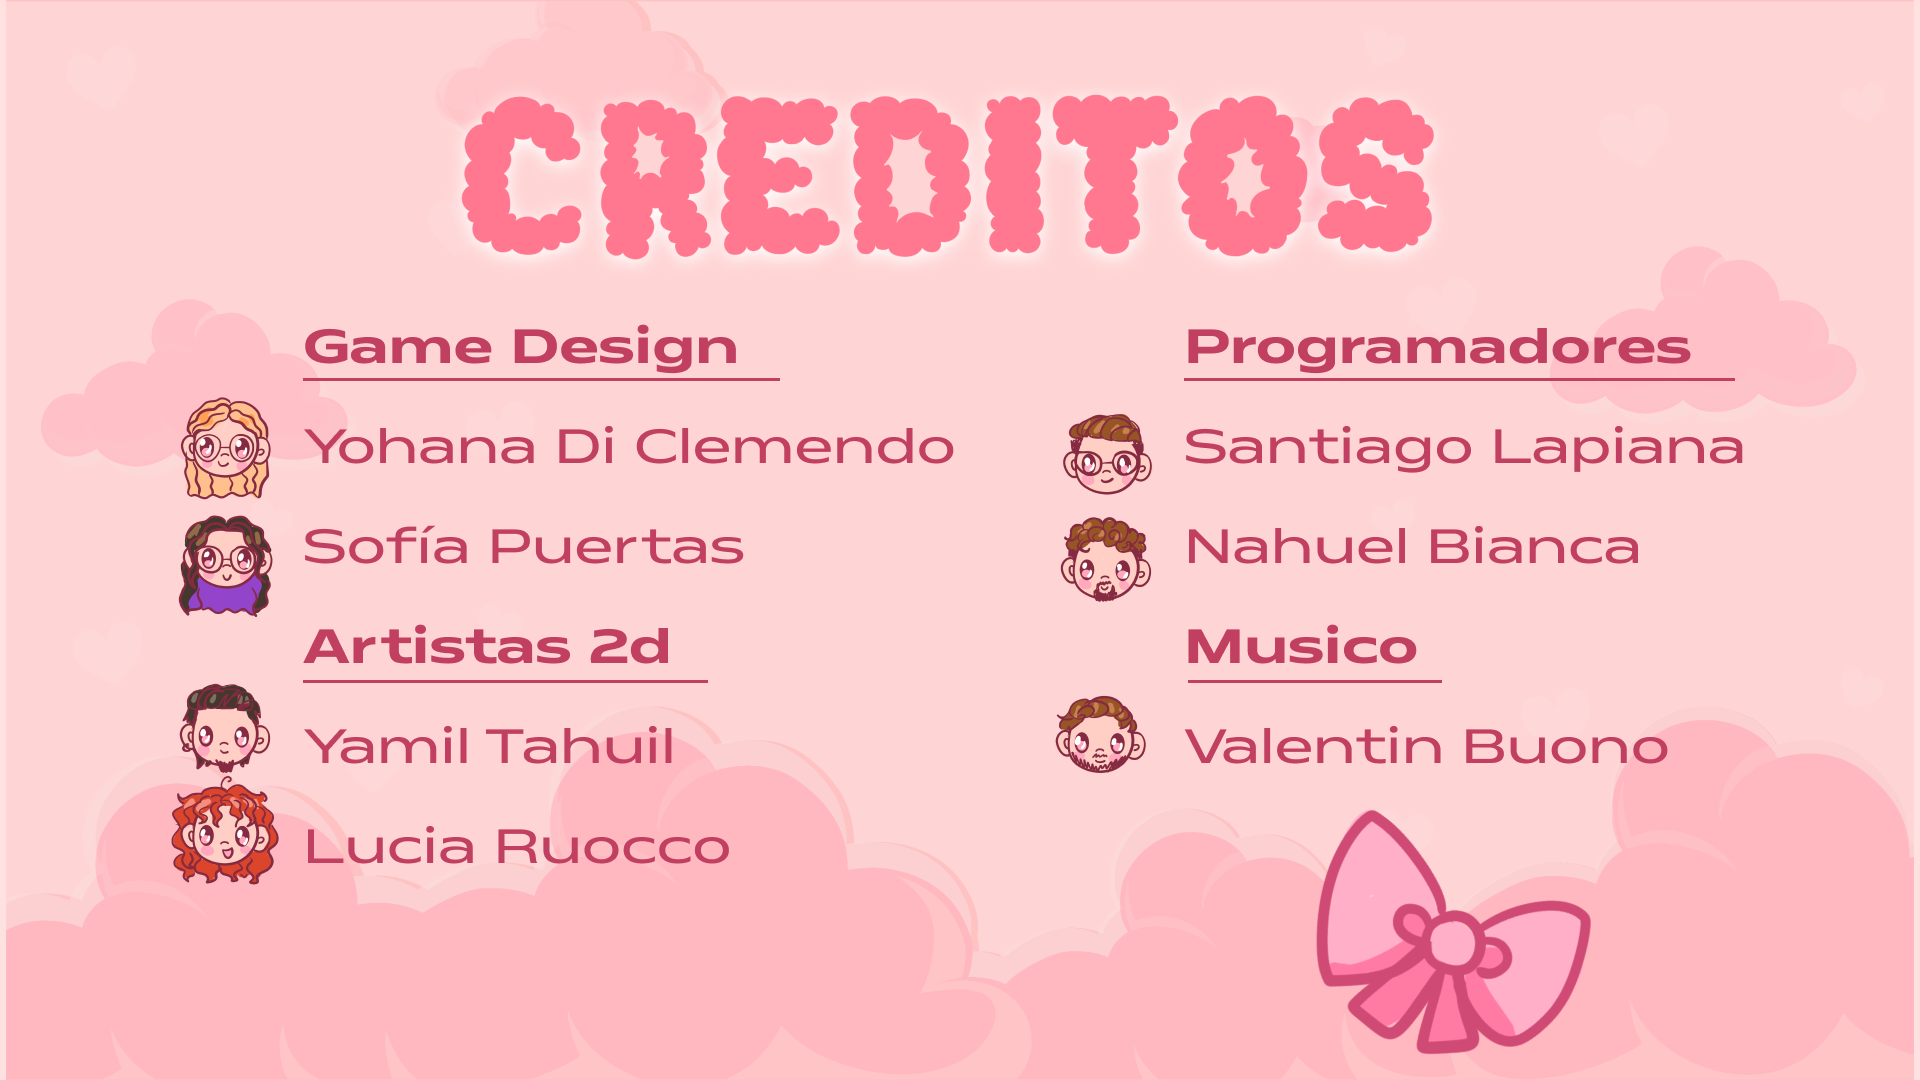 CREDITOS
Game Design
Yohana Di Clemendo
Sofía Puertas
Artistas 2d
Yamil Tahuil
Lucia Ruocco
Programadores
Santiago Lapiana
Nahuel Bianca
Musico
Valentin Buono